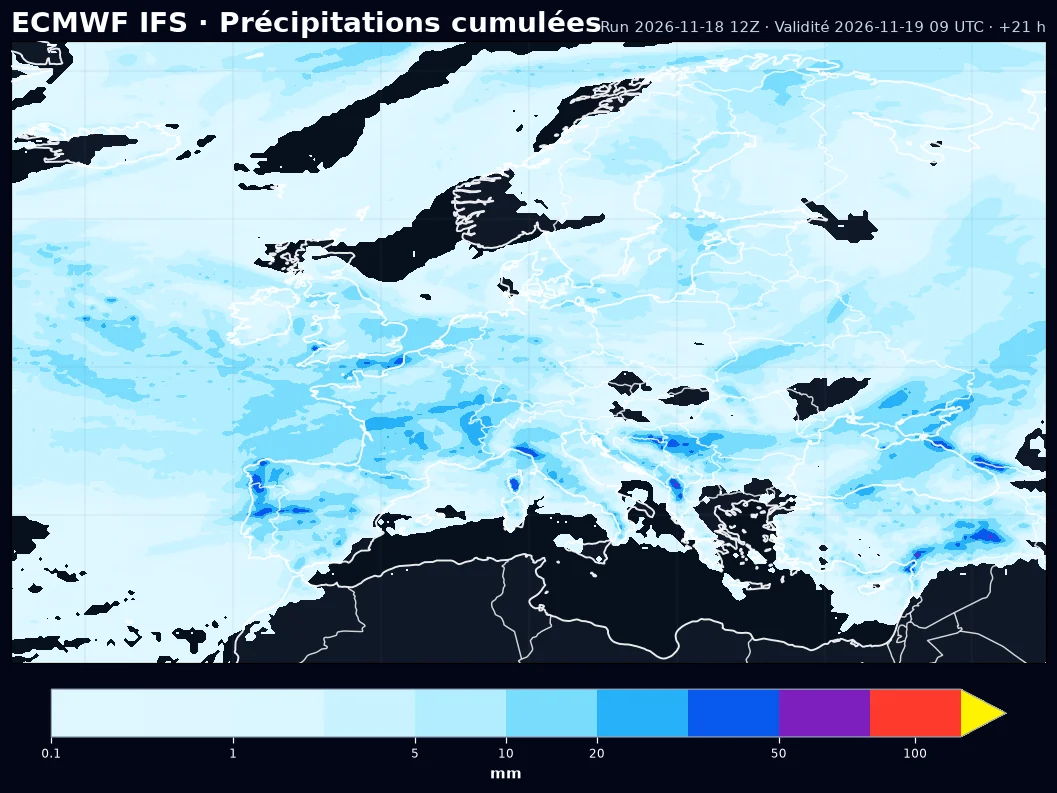 ECMWF IFS · Précipitations cumulées
Run 2026-11-18 12Z · Validité 2026-11-19 09 UTC · +21 h
0.1 1 5 10 20 50 100
mm